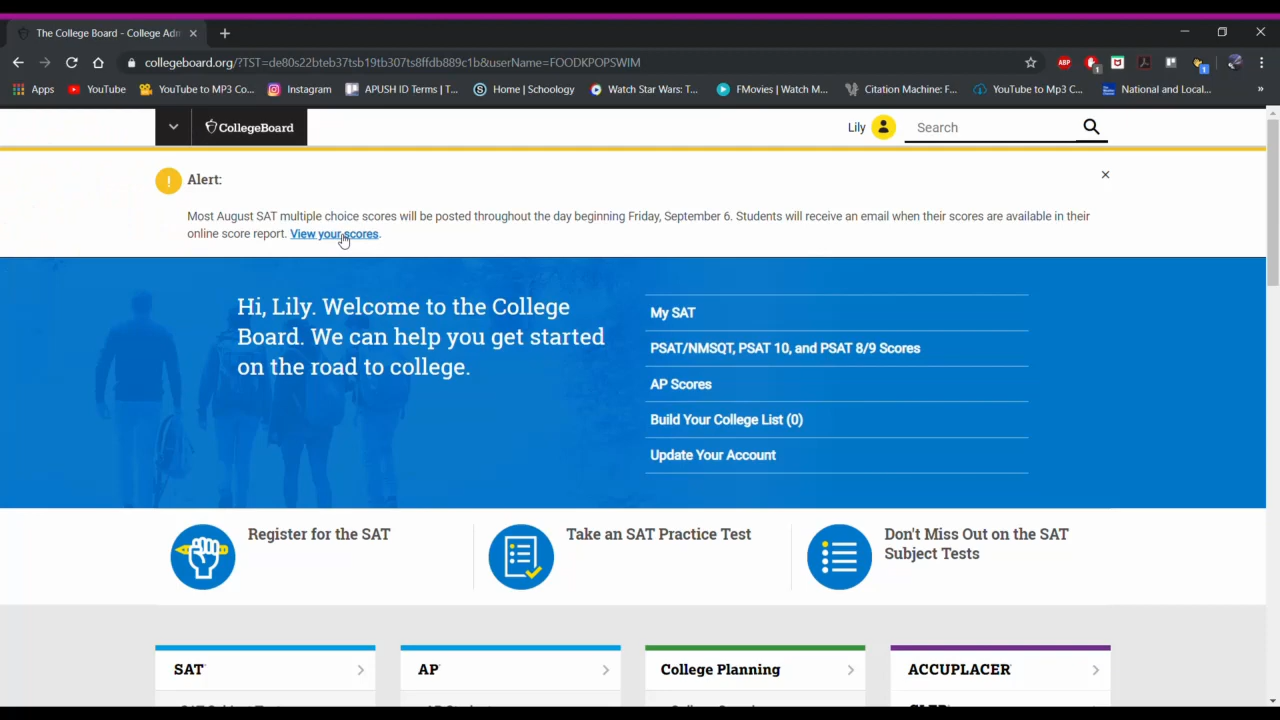 The College Board - College Adm
collegeboard.org/?TST=de80s22bteb37tsb19tb307ts8ffdb889c1b&userName=FOODKPOPSWIM
ABP 1 1
Apps YouTube YouTube to MP3 Co... Instagram APUSH ID Terms | T... Home | Schoology Watch Star Wars: T... FMovies | Watch M... Citation Machine: F... YouTube to Mp3 C... National and Local... »
CollegeBoard Lily Search
! Alert:
Most August SAT multiple choice scores will be posted throughout the day beginning Friday, September 6. Students will receive an email when their scores are available in their
online score report. View your scores.
Hi, Lily. Welcome to the College
Board. We can help you get started
on the road to college.
My SAT
PSAT/NMSQT, PSAT 10, and PSAT 8/9 Scores
AP Scores
Build Your College List (0)
Update Your Account
Register for the SAT
Take an SAT Practice Test
Don't Miss Out on the SAT
Subject Tests
SAT
AP
College Planning
ACCUPLACER